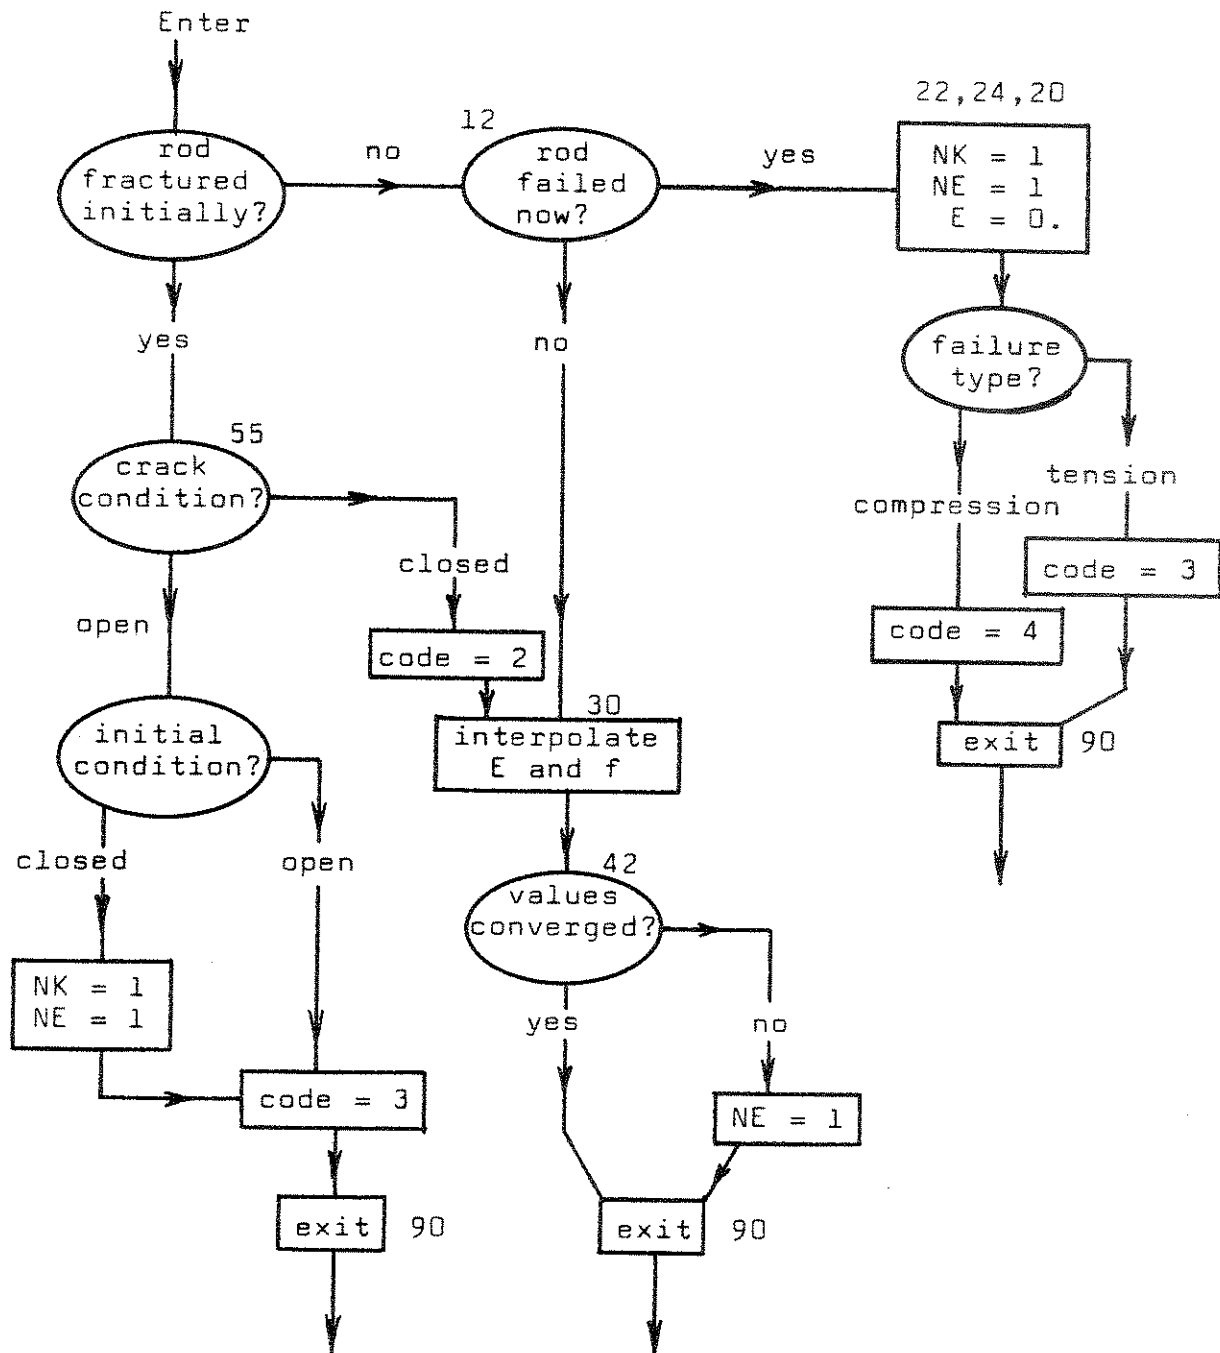 Enter
rod
fractured
initially?
no
12
rod
failed
now?
yes
22,24,20
NK = 1
NE = 1
E = 0.
failure
type?
tension
compression
code = 3
code = 4
exit 90
no
yes
55
crack
condition?
closed
code = 2
open
30
interpolate
E and f
initial
condition?
closed
open
NK = 1
NE = 1
code = 3
exit 90
42
values
converged?
yes
no
NE = 1
exit 90